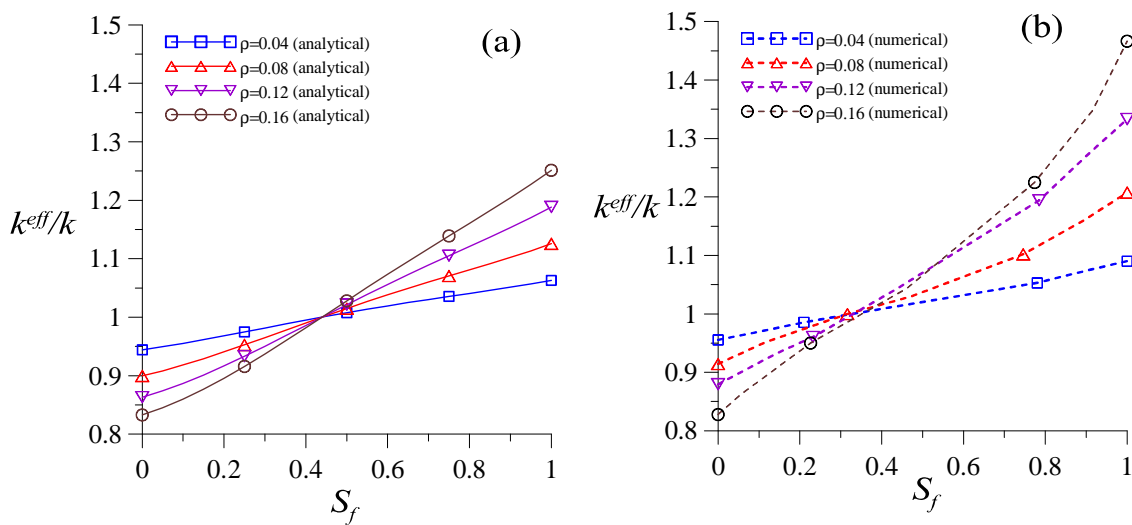 (a)
1.5
1.4
1.3
1.2
1.1
1
0.9
0.8
k^eff/k
ρ=0.04 (analytical)
ρ=0.08 (analytical)
ρ=0.12 (analytical)
ρ=0.16 (analytical)
0 0.2 0.4 0.6 0.8 1
S_f
(b)
1.5
1.4
1.3
1.2
1.1
1
0.9
0.8
k^eff/k
ρ=0.04 (numerical)
ρ=0.08 (numerical)
ρ=0.12 (numerical)
ρ=0.16 (numerical)
0 0.2 0.4 0.6 0.8 1
S_f